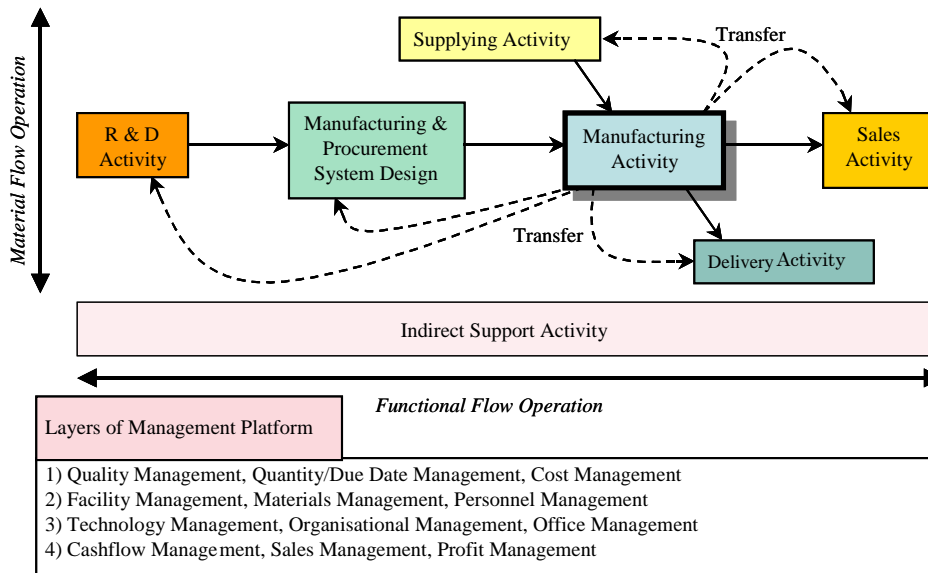 Material Flow Operation
Supplying Activity
Transfer
R & D
Activity
Manufacturing &
Procurement
System Design
Manufacturing
Activity
Sales
Activity
Transfer
Delivery Activity
Indirect Support Activity
Functional Flow Operation
Layers of Management Platform
1) Quality Management, Quantity/Due Date Management, Cost Management
2) Facility Management, Materials Management, Personnel Management
3) Technology Management, Organisational Management, Office Management
4) Cashflow Management, Sales Management, Profit Management